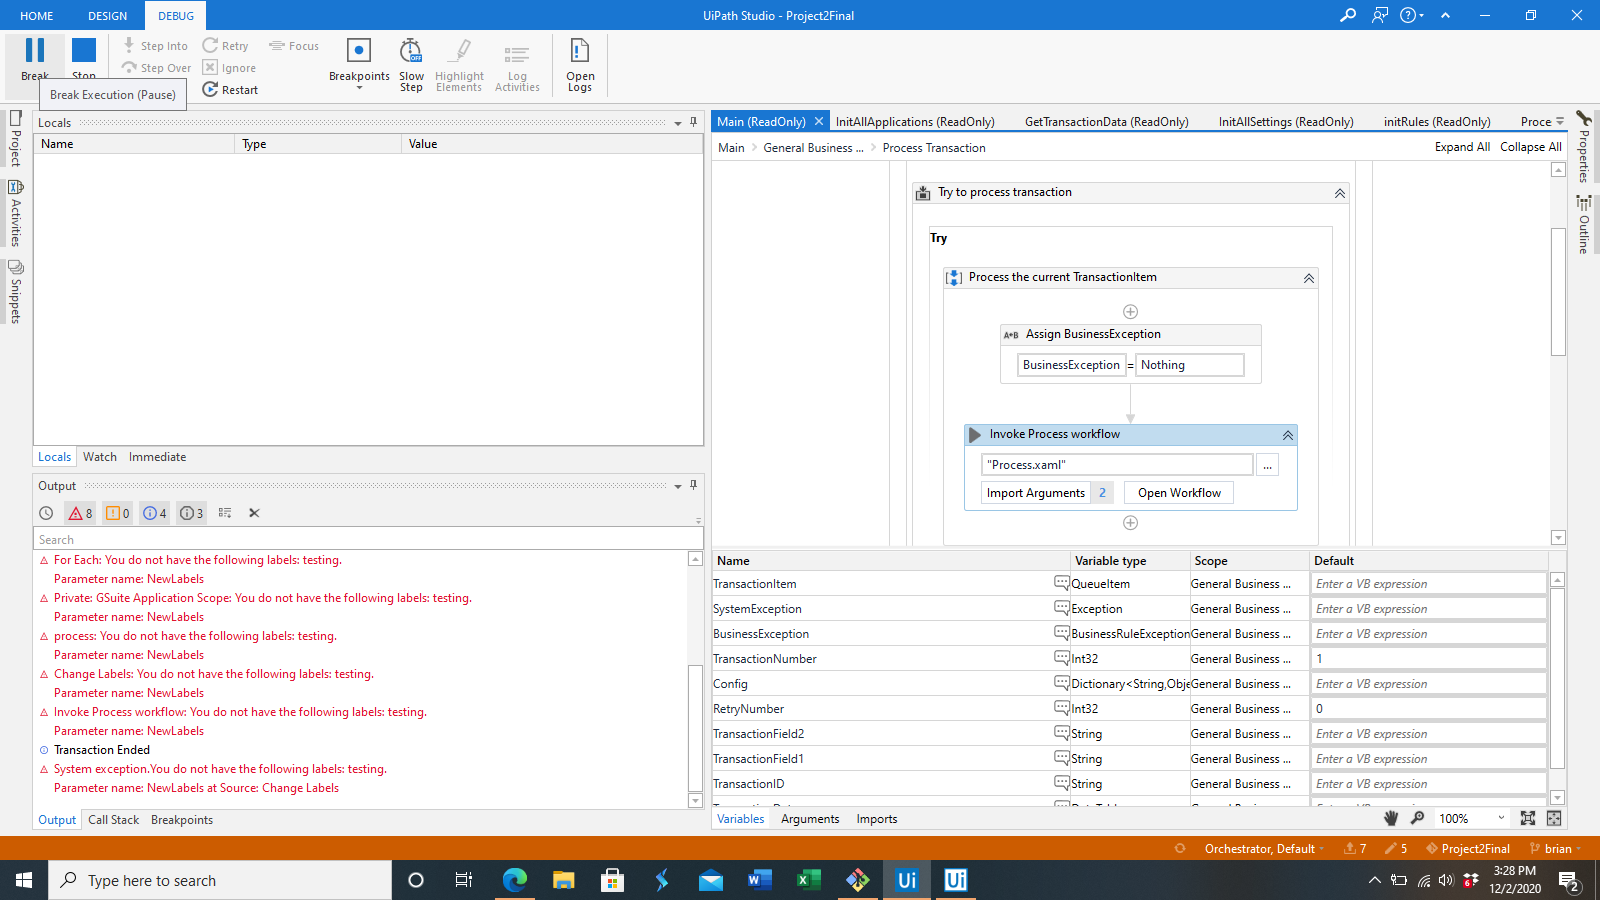 HOME DESIGN DEBUG
UiPath Studio - Project2Final
Break
Stop
Step Into
Step Over
Retry
Ignore
Restart
Focus
Breakpoints
Slow Step
Highlight Elements
Log Activities
Open Logs
Break Execution (Pause)
Project
Activities
Snippets
Locals
Name Type Value
Locals Watch Immediate
Output
8 0 4 3
Search
For Each: You do not have the following labels: testing.
Parameter name: NewLabels
Private: GSuite Application Scope: You do not have the following labels: testing.
Parameter name: NewLabels
process: You do not have the following labels: testing.
Parameter name: NewLabels
Change Labels: You do not have the following labels: testing.
Parameter name: NewLabels
Invoke Process workflow: You do not have the following labels: testing.
Parameter name: NewLabels
Transaction Ended
System exception.You do not have the following labels: testing.
Parameter name: NewLabels at Source: Change Labels
Output Call Stack Breakpoints
Main (ReadOnly) InitAllApplications (ReadOnly) GetTransactionData (ReadOnly) InitAllSettings (ReadOnly) initRules (ReadOnly) Proce
Main > General Business ... > Process Transaction
Expand All Collapse All
Try to process transaction
Try
Process the current TransactionItem
A+B Assign BusinessException
BusinessException = Nothing
Invoke Process workflow
"Process.xaml" ...
Import Arguments 2 Open Workflow
Name Variable type Scope Default
TransactionItem QueueItem General Business ... Enter a VB expression
SystemException Exception General Business ... Enter a VB expression
BusinessException BusinessRuleException General Business ... Enter a VB expression
TransactionNumber Int32 General Business ... 1
Config Dictionary<String,Obje General Business ... Enter a VB expression
RetryNumber Int32 General Business ... 0
TransactionField2 String General Business ... Enter a VB expression
TransactionField1 String General Business ... Enter a VB expression
TransactionID String General Business ... Enter a VB expression
Variables Arguments Imports
100%
Properties
Outline
Orchestrator, Default 7 5 Project2Final brian
Type here to search
Ui Ui
6
3:28 PM
12/2/2020
2